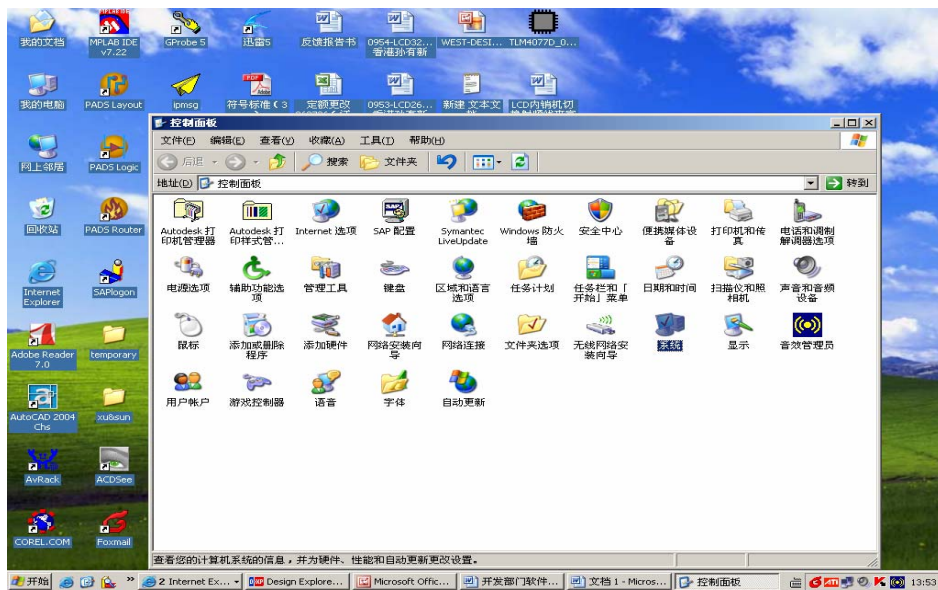 我的文档
MPLAB IDE
v7.22
GProbe 5
迅雷5
反馈报告书
0954-LCD32...
香港孙有新
WEST-DESI...
TLM4077D_0...
我的电脑
PADS Layout
ipmsg
符号标准(3
定额更改
0953-LCD26...
新建 文本文
LCD内销机切
网上邻居
PADS Logic
回收站
PADS Router
Internet
Explorer
SAPlogon
Adobe Reader
7.0
temporary
AutoCAD 2004
Chs
xu&sun
AvRack
ACDSee
COREL.COM
Foxmail
控制面板
文件(F) 编辑(E) 查看(V) 收藏(A) 工具(T) 帮助(H)
后退 搜索 文件夹
地址(D) 控制面板 转到
Autodesk 打
印机管理器
Autodesk 打
印样式管...
Internet 选项
SAP 配置
Symantec
LiveUpdate
Windows 防火
墙
安全中心
便携媒体设
备
打印机和传
真
电话和调制
解调器选项
电源选项
辅助功能选
项
管理工具
键盘
区域和语言
选项
任务计划
任务栏和「
开始」菜单
日期和时间
扫描仪和照
相机
声音和音频
设备
鼠标
添加或删除
程序
添加硬件
网络安装向
导
网络连接
文件夹选项
无线网络安
装向导
系统
显示
音效管理员
用户帐户
游戏控制器
语音
字体
自动更新
查看您的计算机系统的信息,并为硬件、性能和自动更新更改设置。
开始 » 2 Internet Ex... Design Explore... Microsoft Offic... 开发部门软件... 文档 1 - Micros... 控制面板 13:53